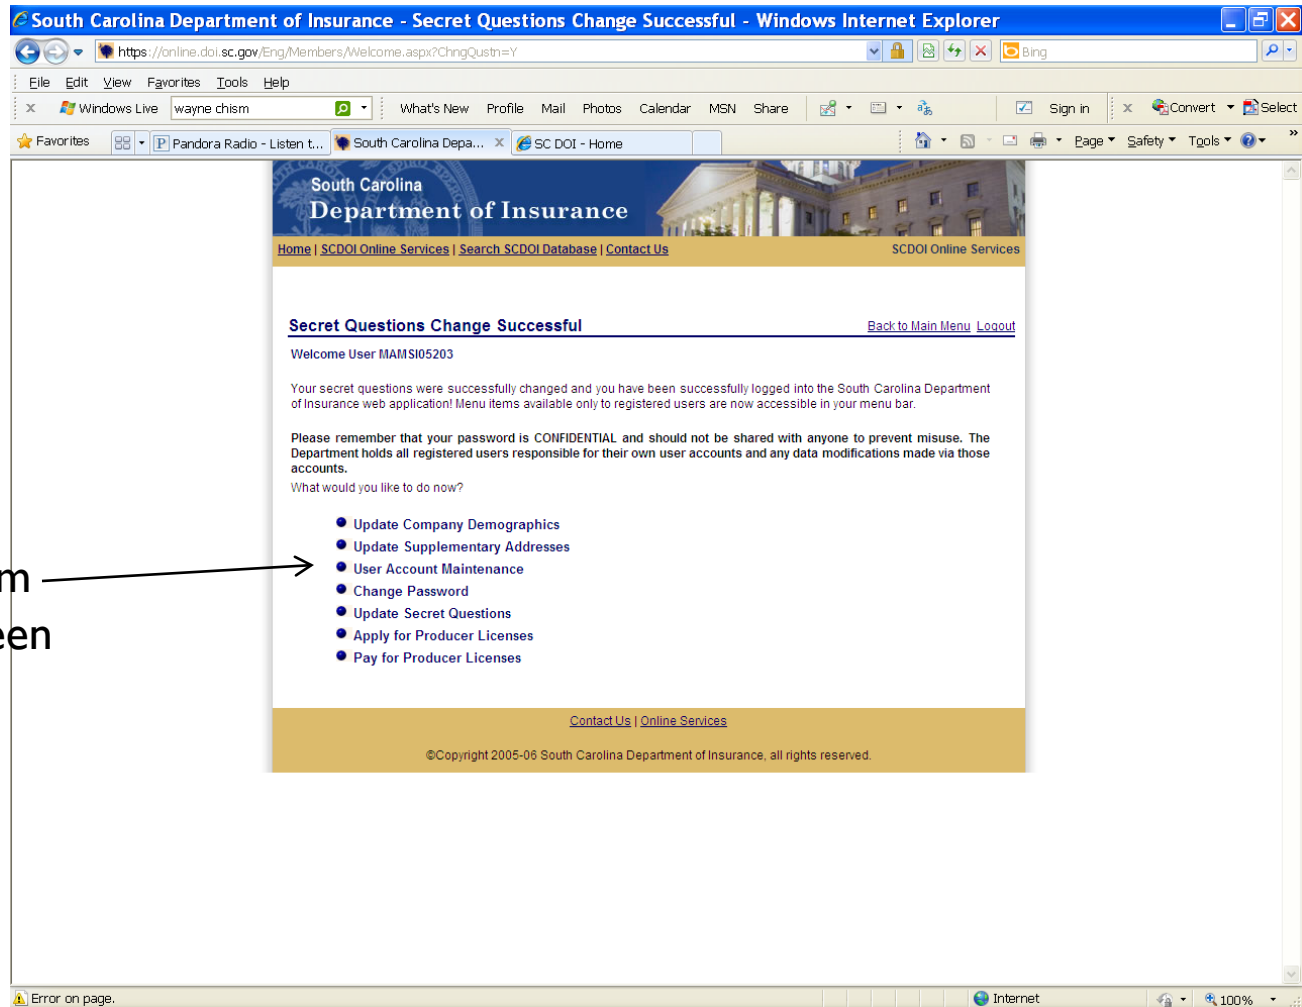 South Carolina Department of Insurance - Secret Questions Change Successful - Windows Internet Explorer
https://online.doi.sc.gov/Eng/Members/Welcome.aspx?ChngQustn=Y
Bing
File Edit View Favorites Tools Help
x Windows Live wayne chism What's New Profile Mail Photos Calendar MSN Share Sign in x Convert Select
Favorites Pandora Radio - Listen t... South Carolina Depa... x SC DOI - Home Page Safety Tools »
South Carolina
Department of Insurance
Home | SCDOI Online Services | Search SCDOI Database | Contact Us SCDOI Online Services
Secret Questions Change Successful Back to Main Menu Logout
Welcome User MAMSI05203
Your secret questions were successfully changed and you have been successfully logged into the South Carolina Department
of Insurance web application! Menu items available only to registered users are now accessible in your menu bar.
Please remember that your password is CONFIDENTIAL and should not be shared with anyone to prevent misuse. The
Department holds all registered users responsible for their own user accounts and any data modifications made via those
accounts.
What would you like to do now?
Update Company Demographics
Update Supplementary Addresses
User Account Maintenance
Change Password
Update Secret Questions
Apply for Producer Licenses
Pay for Producer Licenses
m
een
Contact Us | Online Services
©Copyright 2005-06 South Carolina Department of Insurance, all rights reserved.
Error on page. Internet 100%